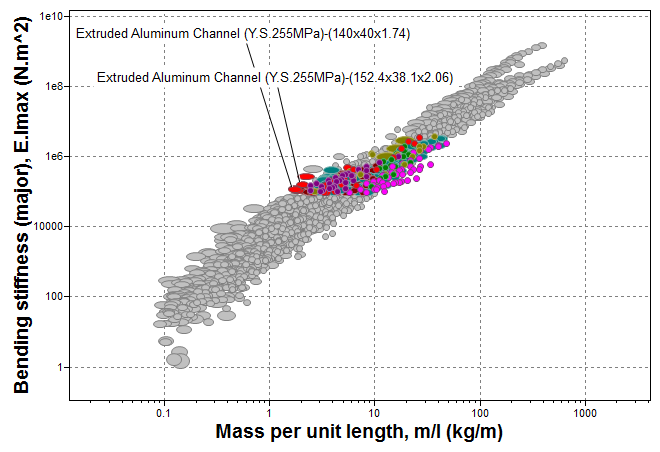 1e10
Extruded Aluminum Channel (Y.S.255MPa)-(140x40x1.74)
Extruded Aluminum Channel (Y.S.255MPa)-(152.4x38.1x2.06)
1e8
1e6
10000
100
1
Bending stiffness (major), E.Imax (N.m^2)
0.1 1 10 100 1000
Mass per unit length, m/l (kg/m)